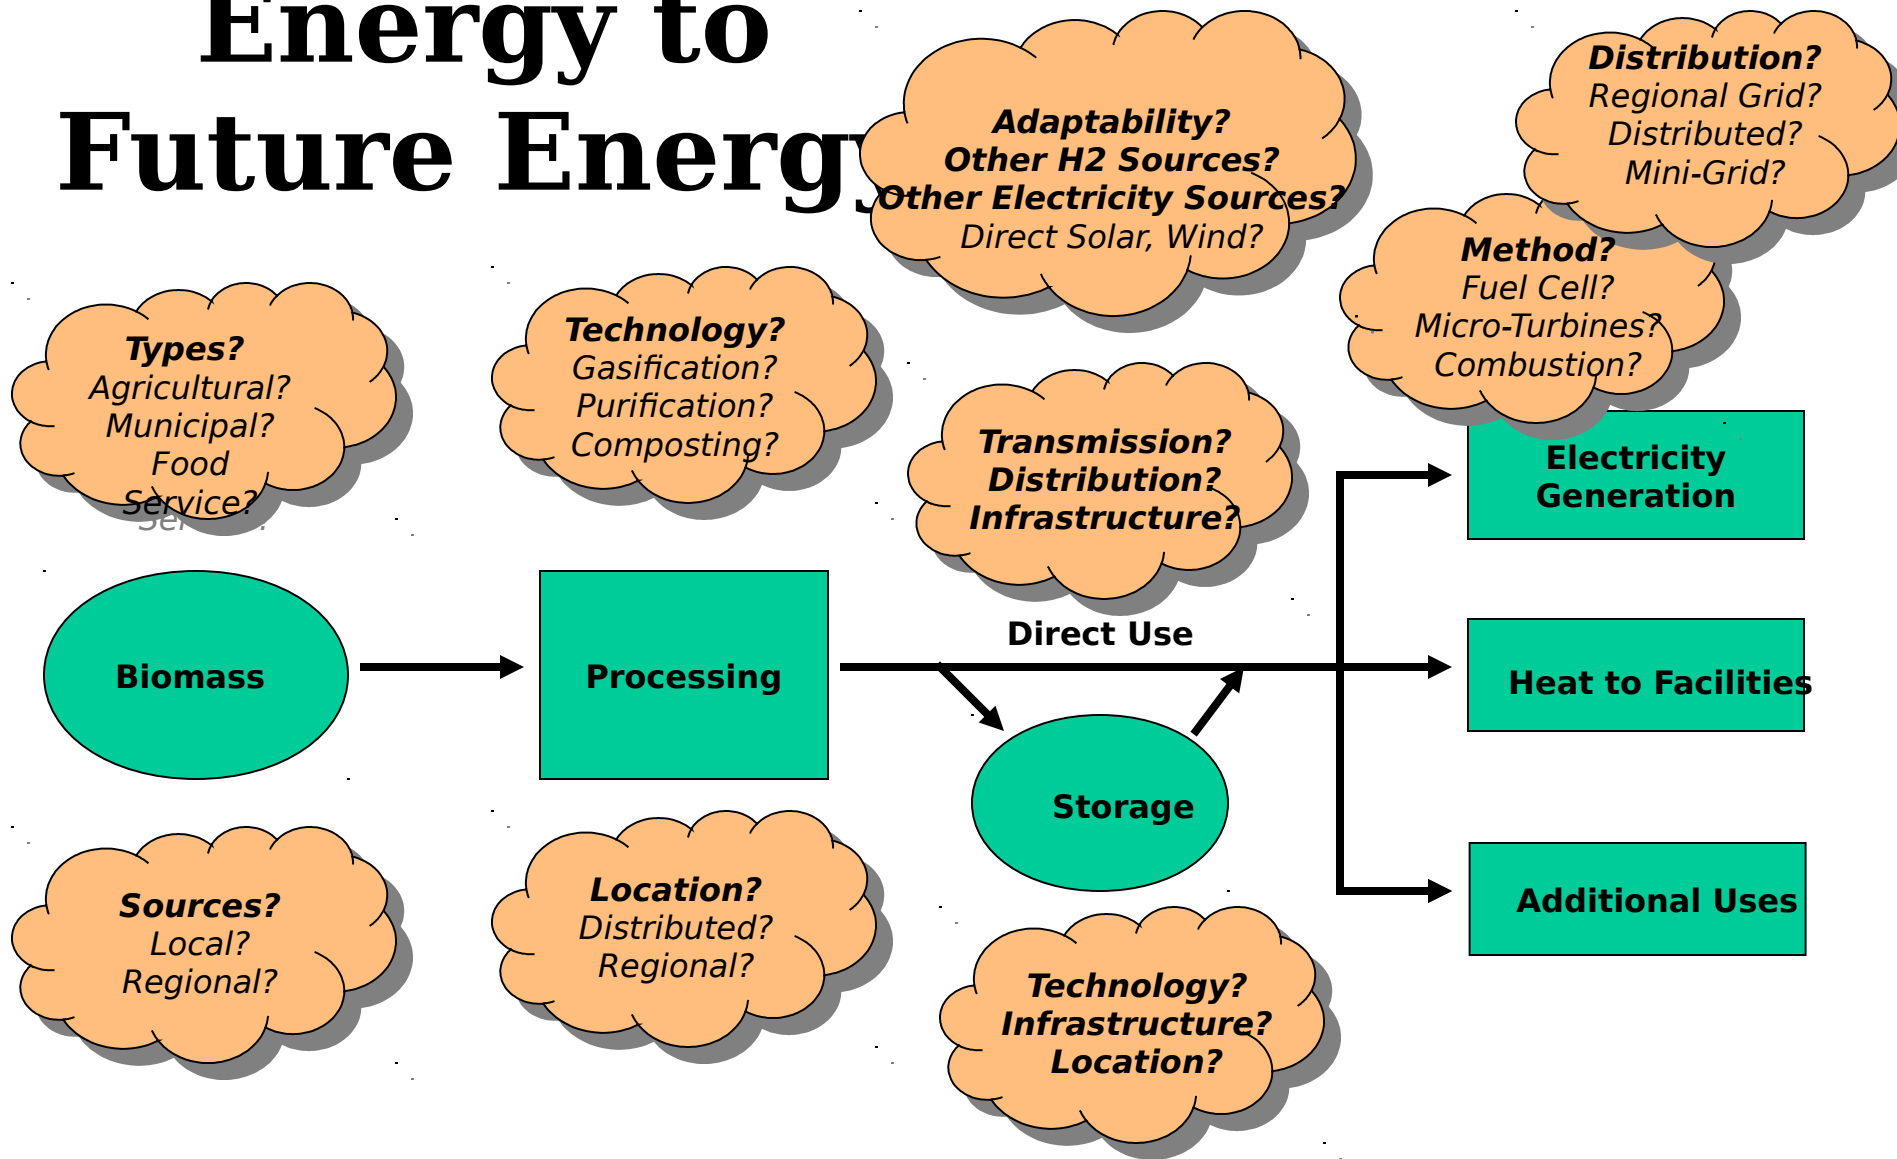 Energy to
Future Energy
Adaptability?
Other H2 Sources?
Other Electricity Sources?
Direct Solar, Wind?
Distribution?
Regional Grid?
Distributed?
Mini-Grid?
Method?
Fuel Cell?
Micro-Turbines?
Combustion?
Types?
Agricultural?
Municipal?
Food
Service?
Technology?
Gasification?
Purification?
Composting?
Transmission?
Distribution?
Infrastructure?
Electricity
Generation
Direct Use
Biomass
Processing
Heat to Facilities
Storage
Additional Uses
Sources?
Local?
Regional?
Location?
Distributed?
Regional?
Technology?
Infrastructure?
Location?